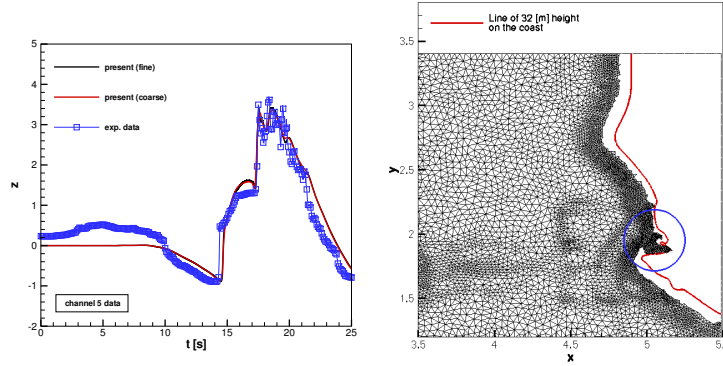 5
4
3
2
1
0
-1
-2
z
present (fine)
present (coarse)
exp. data
channel 5 data
0
5
10
15
20
25
t [s]
Line of 32 [m] height
on the coast
3.5
3
2.5
2
1.5
y
3.5
4
4.5
5
5.
x